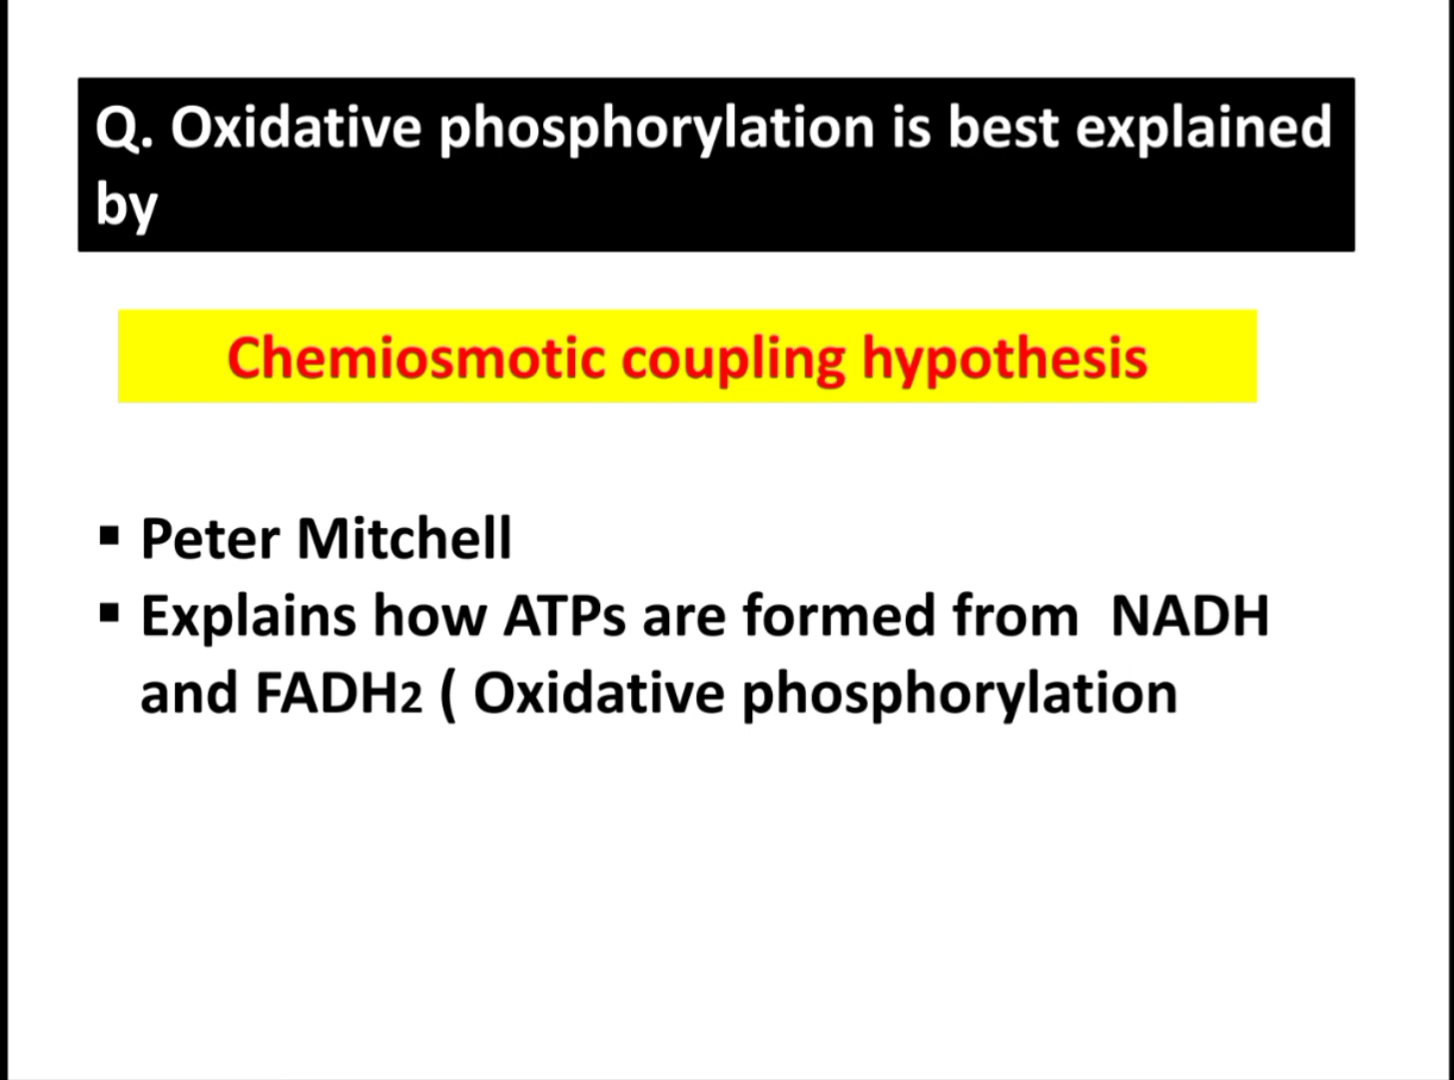 Q. Oxidative phosphorylation is best explained
by
Chemiosmotic coupling hypothesis
▪ Peter Mitchell
▪ Explains how ATPs are formed from NADH
and FADH2 ( Oxidative phosphorylation